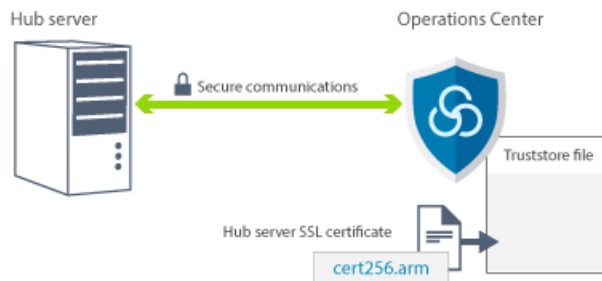 Hub server
Operations Center
Secure communications
Truststore file
Hub server SSL certificate
cert256.arm